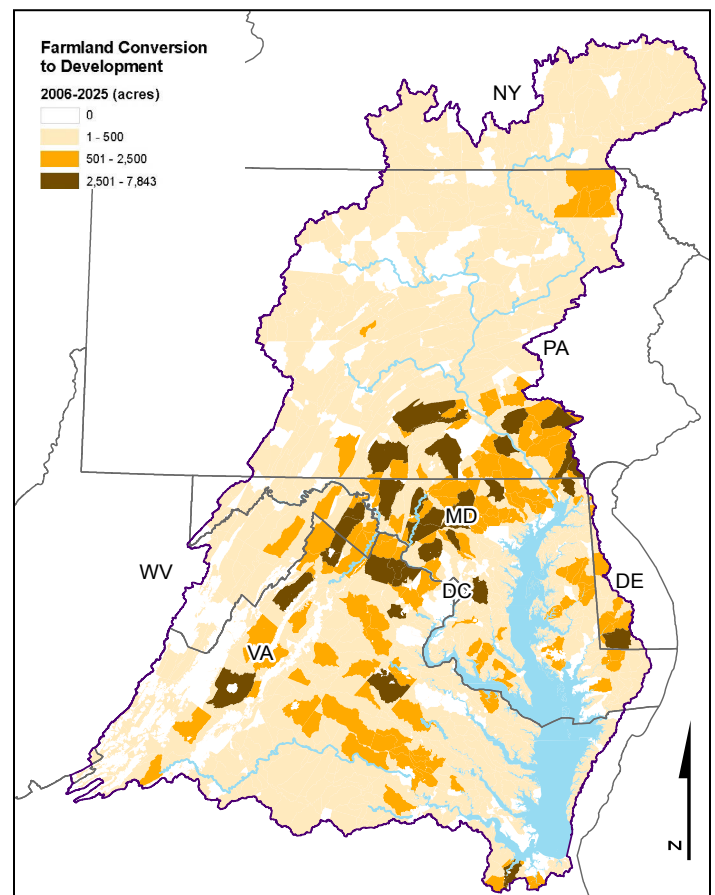 Farmland Conversion
to Development
2006-2025 (acres)
0
1 - 500
501 - 2,500
2,501 - 7,843
NY
PA
MD
WV
DE
DC
VA
N